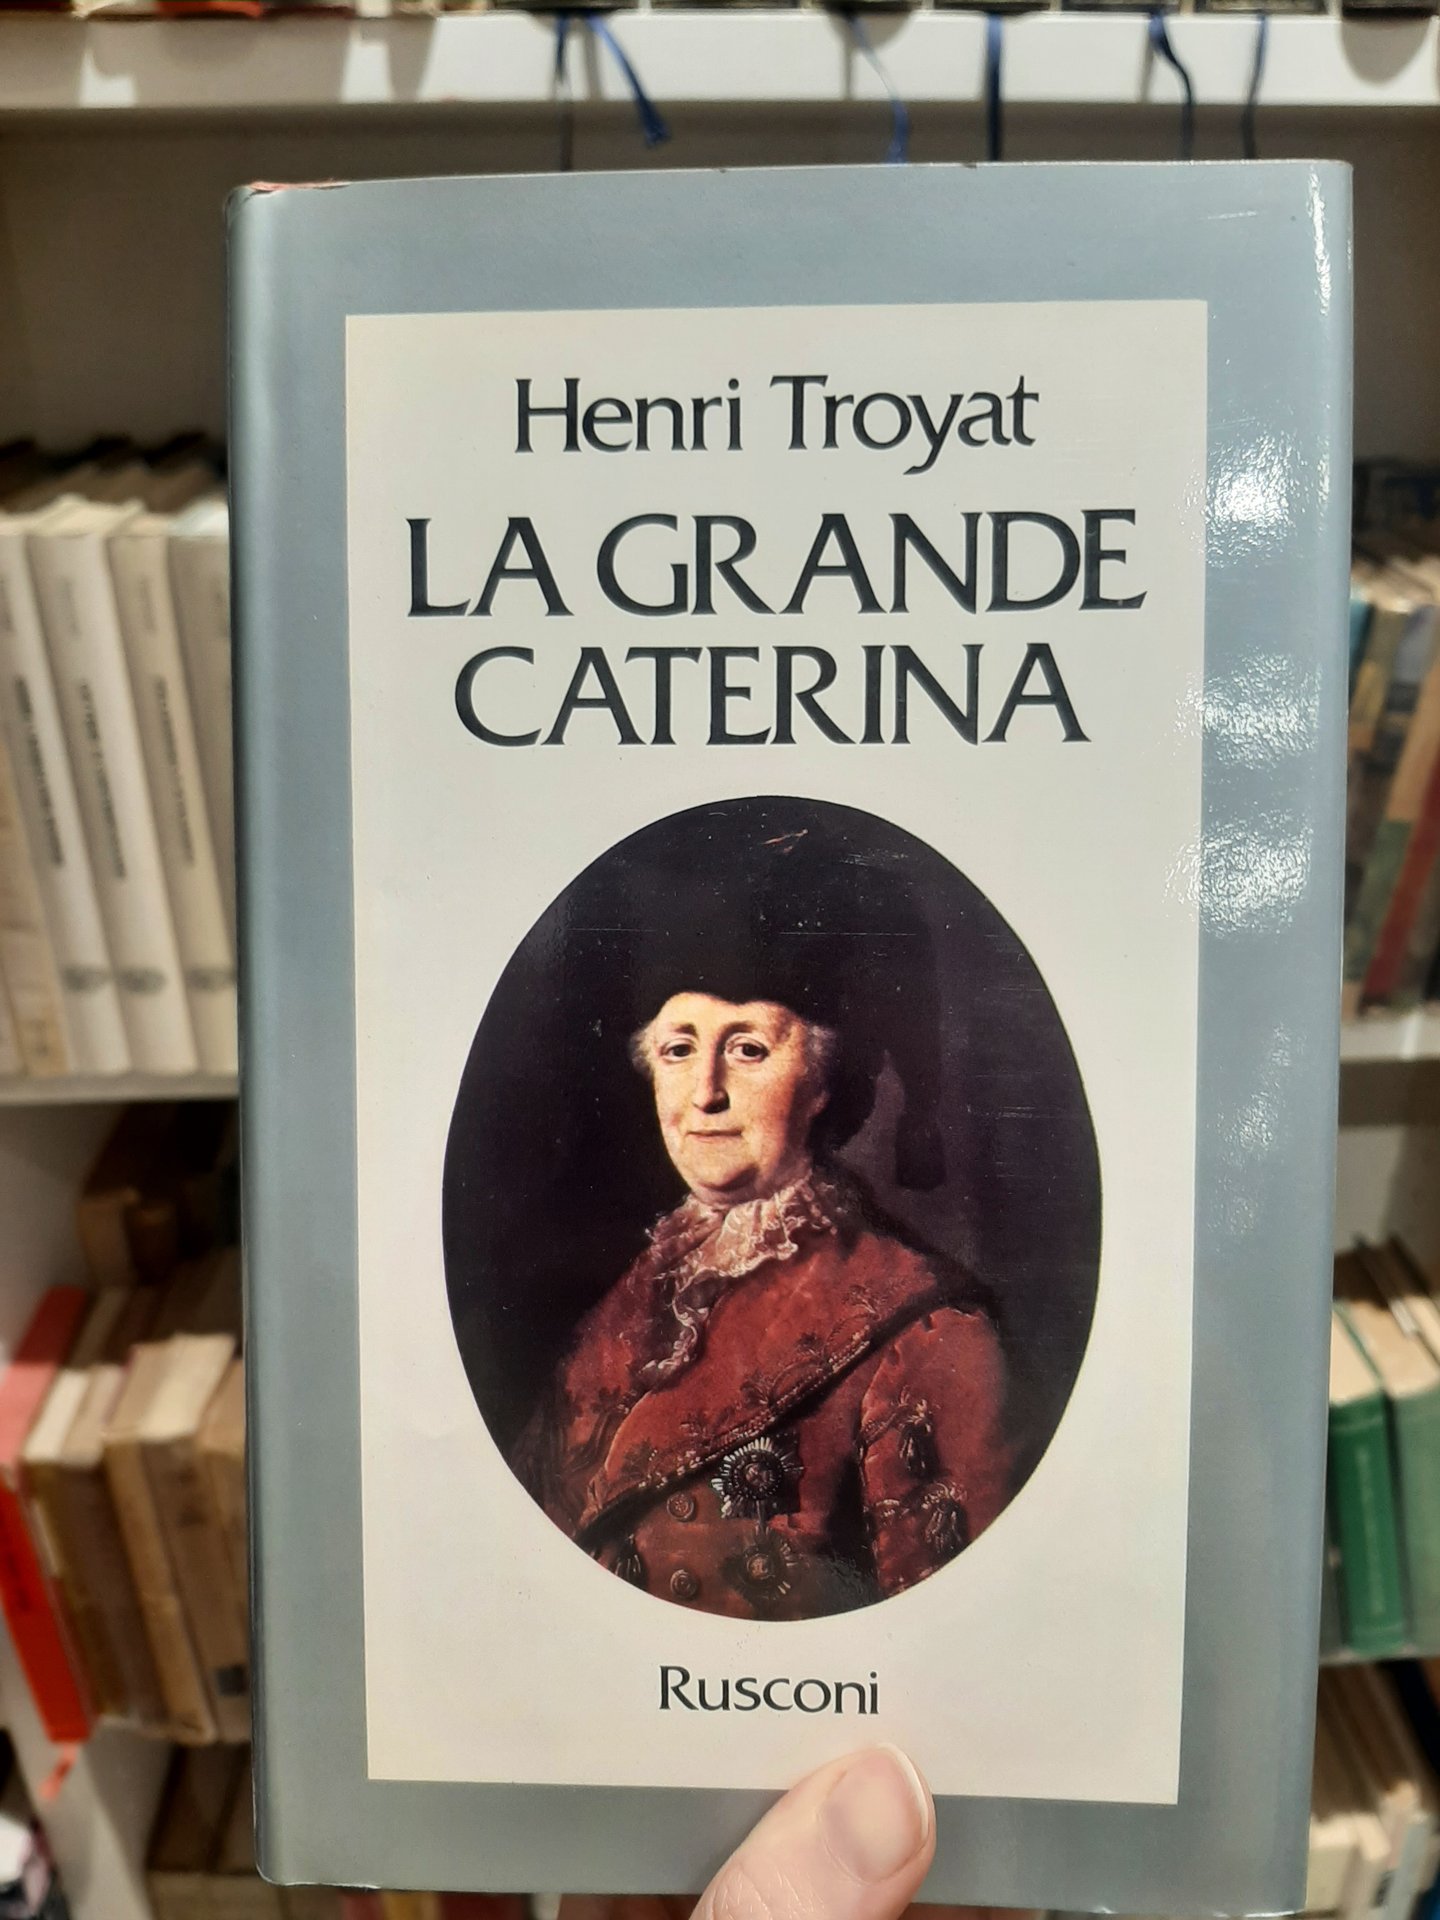 Henri Troyat
LA GRANDE
CATERINA
Rusconi